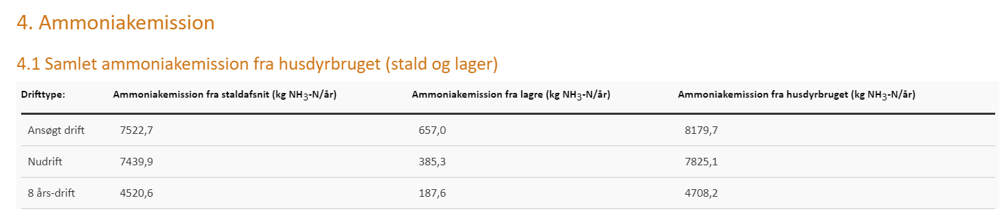 4. Ammoniakemission
4.1 Samlet ammoniakemission fra husdyrbruget (stald og lager)
Drifttype: Ammoniakemission fra staldafsnit (kg NH3-N/år) Ammoniakemission fra lagre (kg NH3-N/år) Ammoniakemission fra husdyrbruget (kg NH3-N/år)
Ansøgt drift 7522,7 657,0 8179,7
Nudrift 7439,9 385,3 7825,1
8 års-drift 4520,6 187,6 4708,2